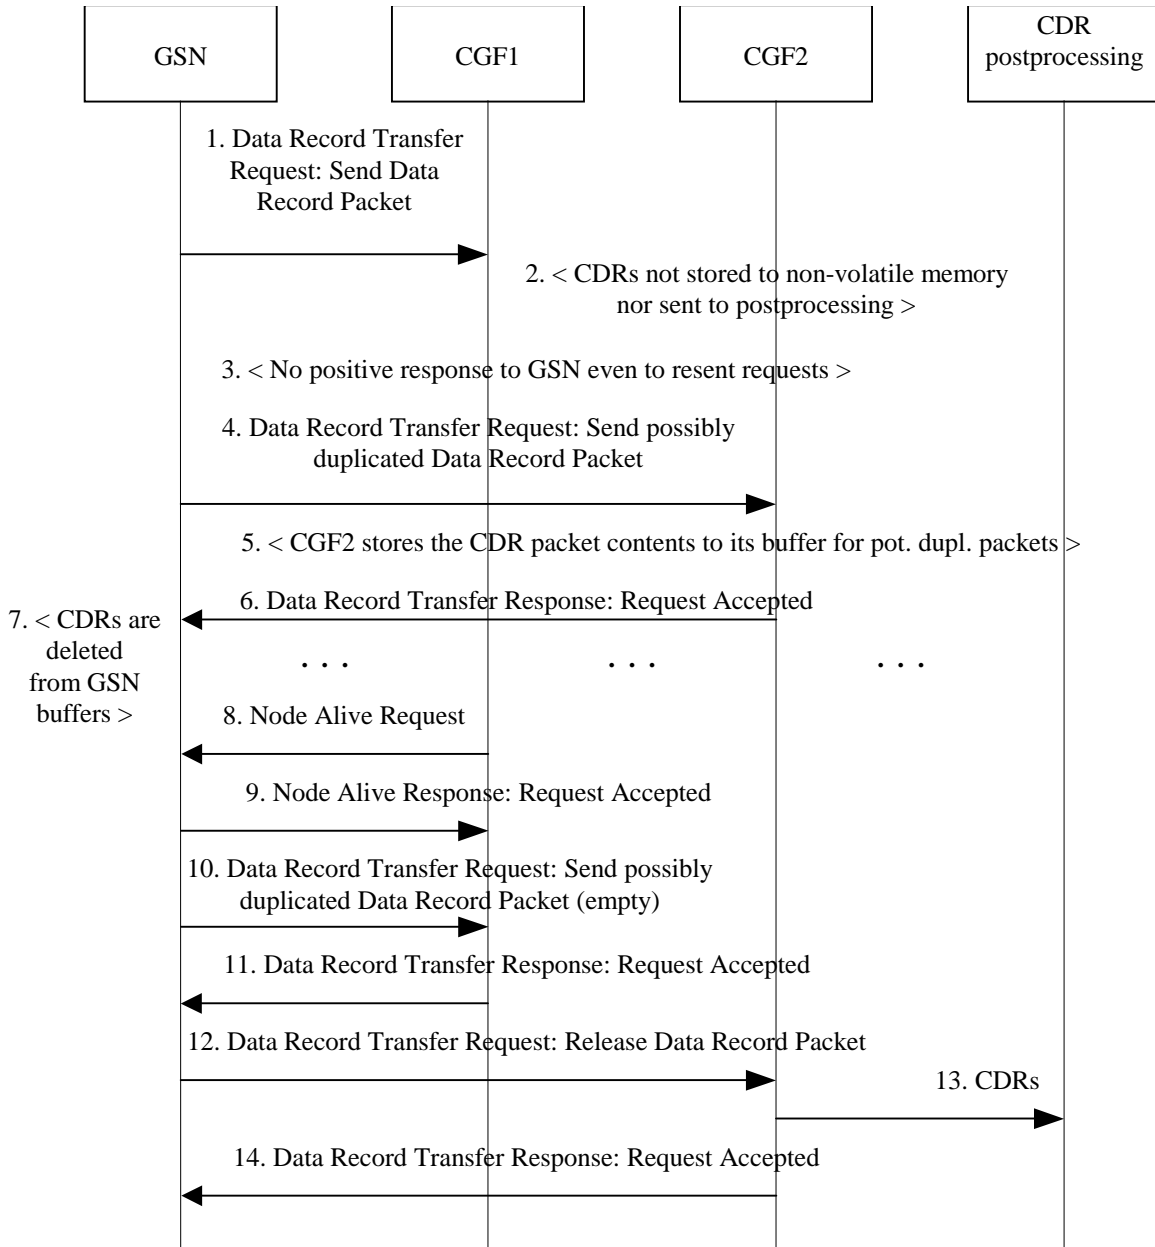 GSN
CGF1
CGF2
CDR
postprocessing
1. Data Record Transfer
Request: Send Data
Record Packet
2. < CDRs not stored to non-volatile memory
nor sent to postprocessing >
3. < No positive response to GSN even to resent requests >
4. Data Record Transfer Request: Send possibly
duplicated Data Record Packet
5. < CGF2 stores the CDR packet contents to its buffer for pot. dupl. packets >
6. Data Record Transfer Response: Request Accepted
7. < CDRs are
deleted
from GSN
buffers >
. . .
. . .
. . .
8. Node Alive Request
9. Node Alive Response: Request Accepted
10. Data Record Transfer Request: Send possibly
duplicated Data Record Packet (empty)
11. Data Record Transfer Response: Request Accepted
12. Data Record Transfer Request: Release Data Record Packet
13. CDRs
14. Data Record Transfer Response: Request Accepted